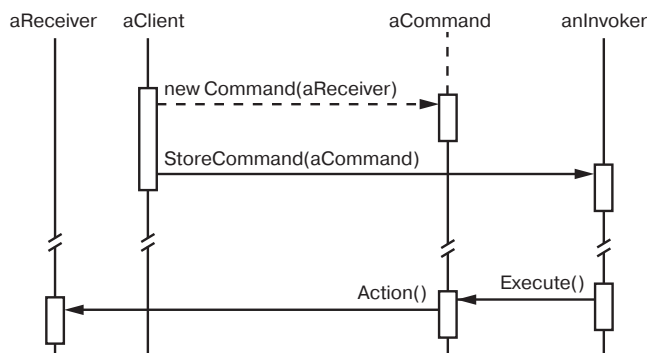 aReceiver aClient aCommand anInvoker
new Command(aReceiver)
StoreCommand(aCommand)
Execute()
Action()